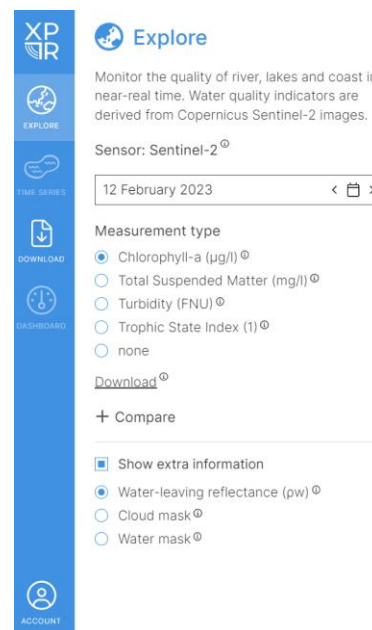 XP
IR
EXPLORE
TIME SERIES
DOWNLOAD
DASHBOARD
ACCOUNT
Explore
Monitor the quality of river, lakes and coast in
near-real time. Water quality indicators are
derived from Copernicus Sentinel-2 images.
Sensor: Sentinel-2
12 February 2023
Measurement type
Chlorophyll-a (µg/l)
Total Suspended Matter (mg/l)
Turbidity (FNU)
Trophic State Index (1)
none
Download
+ Compare
Show extra information
Water-leaving reflectance (ρw)
Cloud mask
Water mask